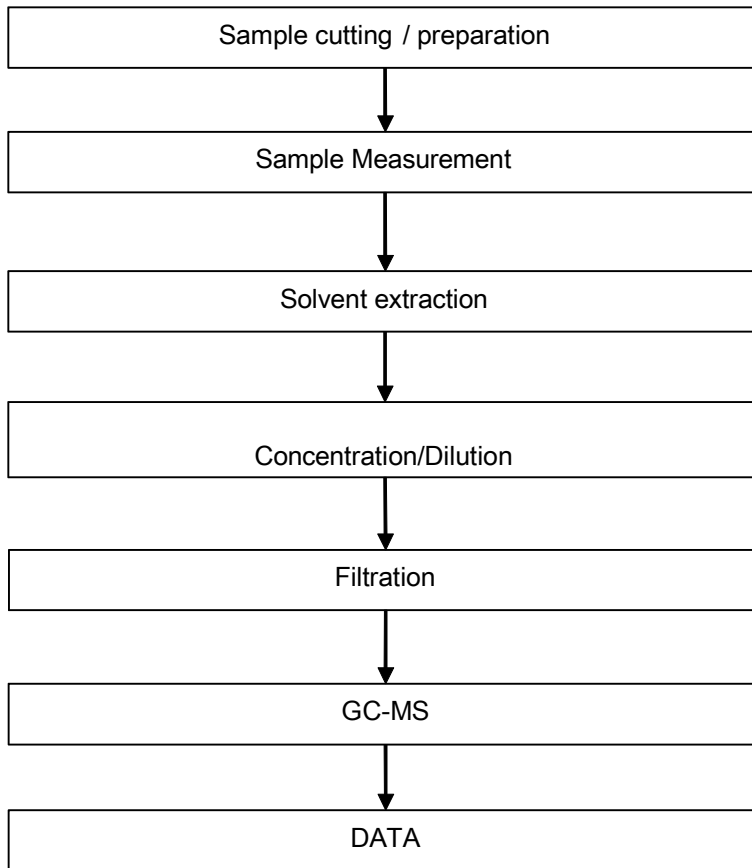 Sample cutting / preparation
Sample Measurement
Solvent extraction
Concentration/Dilution
Filtration
GC-MS
DATA